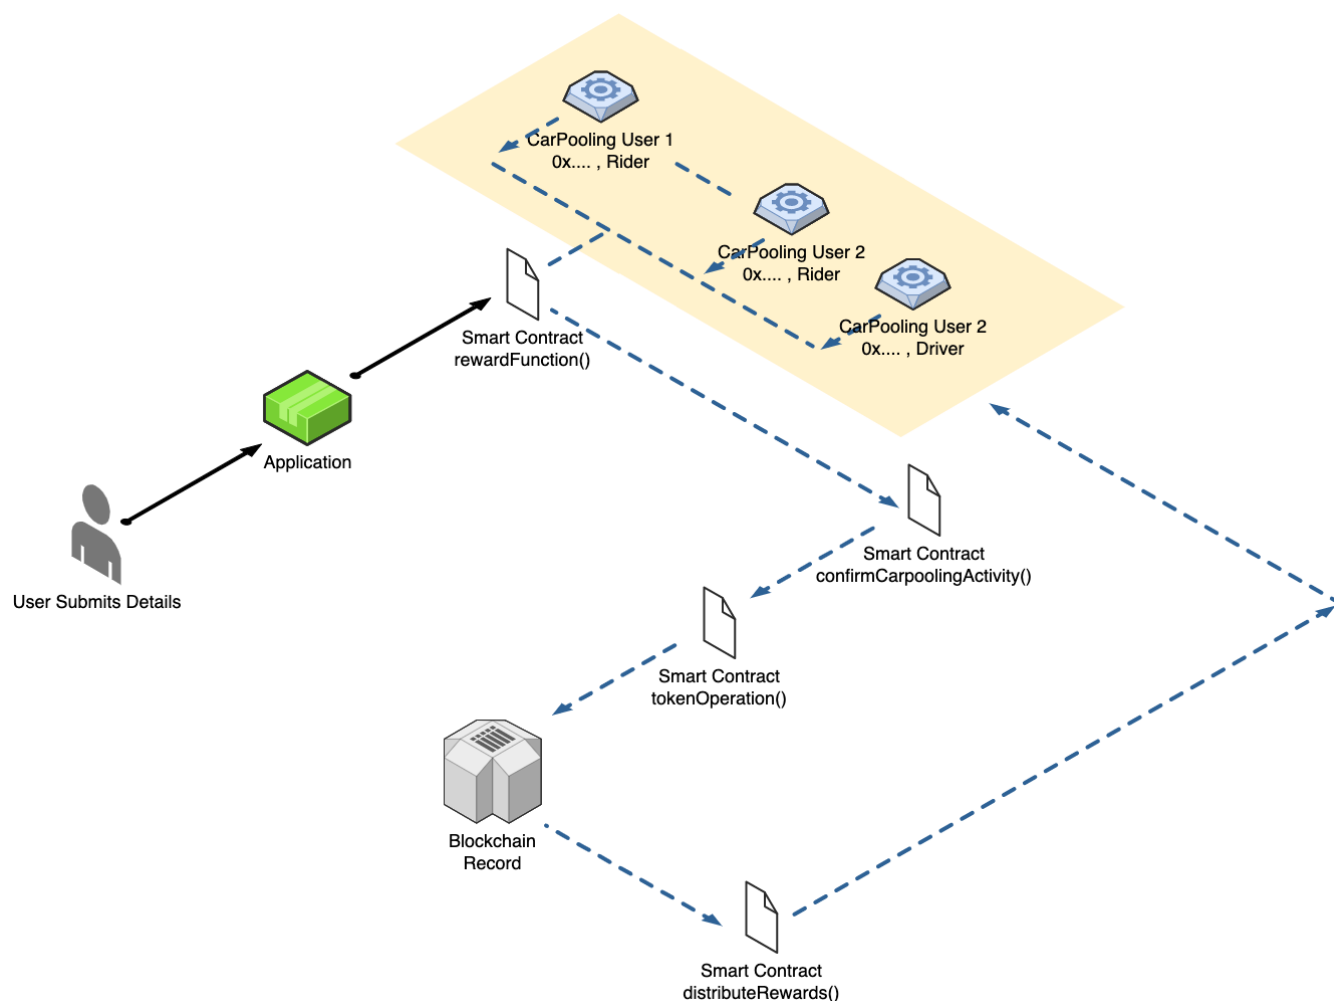 CarPooling User 1
0x.... , Rider
CarPooling User 2
0x.... , Rider
CarPooling User 2
0x.... , Driver
Smart Contract
rewardFunction()
Application
User Submits Details
Smart Contract
confirmCarpoolingActivity()
Smart Contract
tokenOperation()
Blockchain
Record
Smart Contract
distributeRewards()